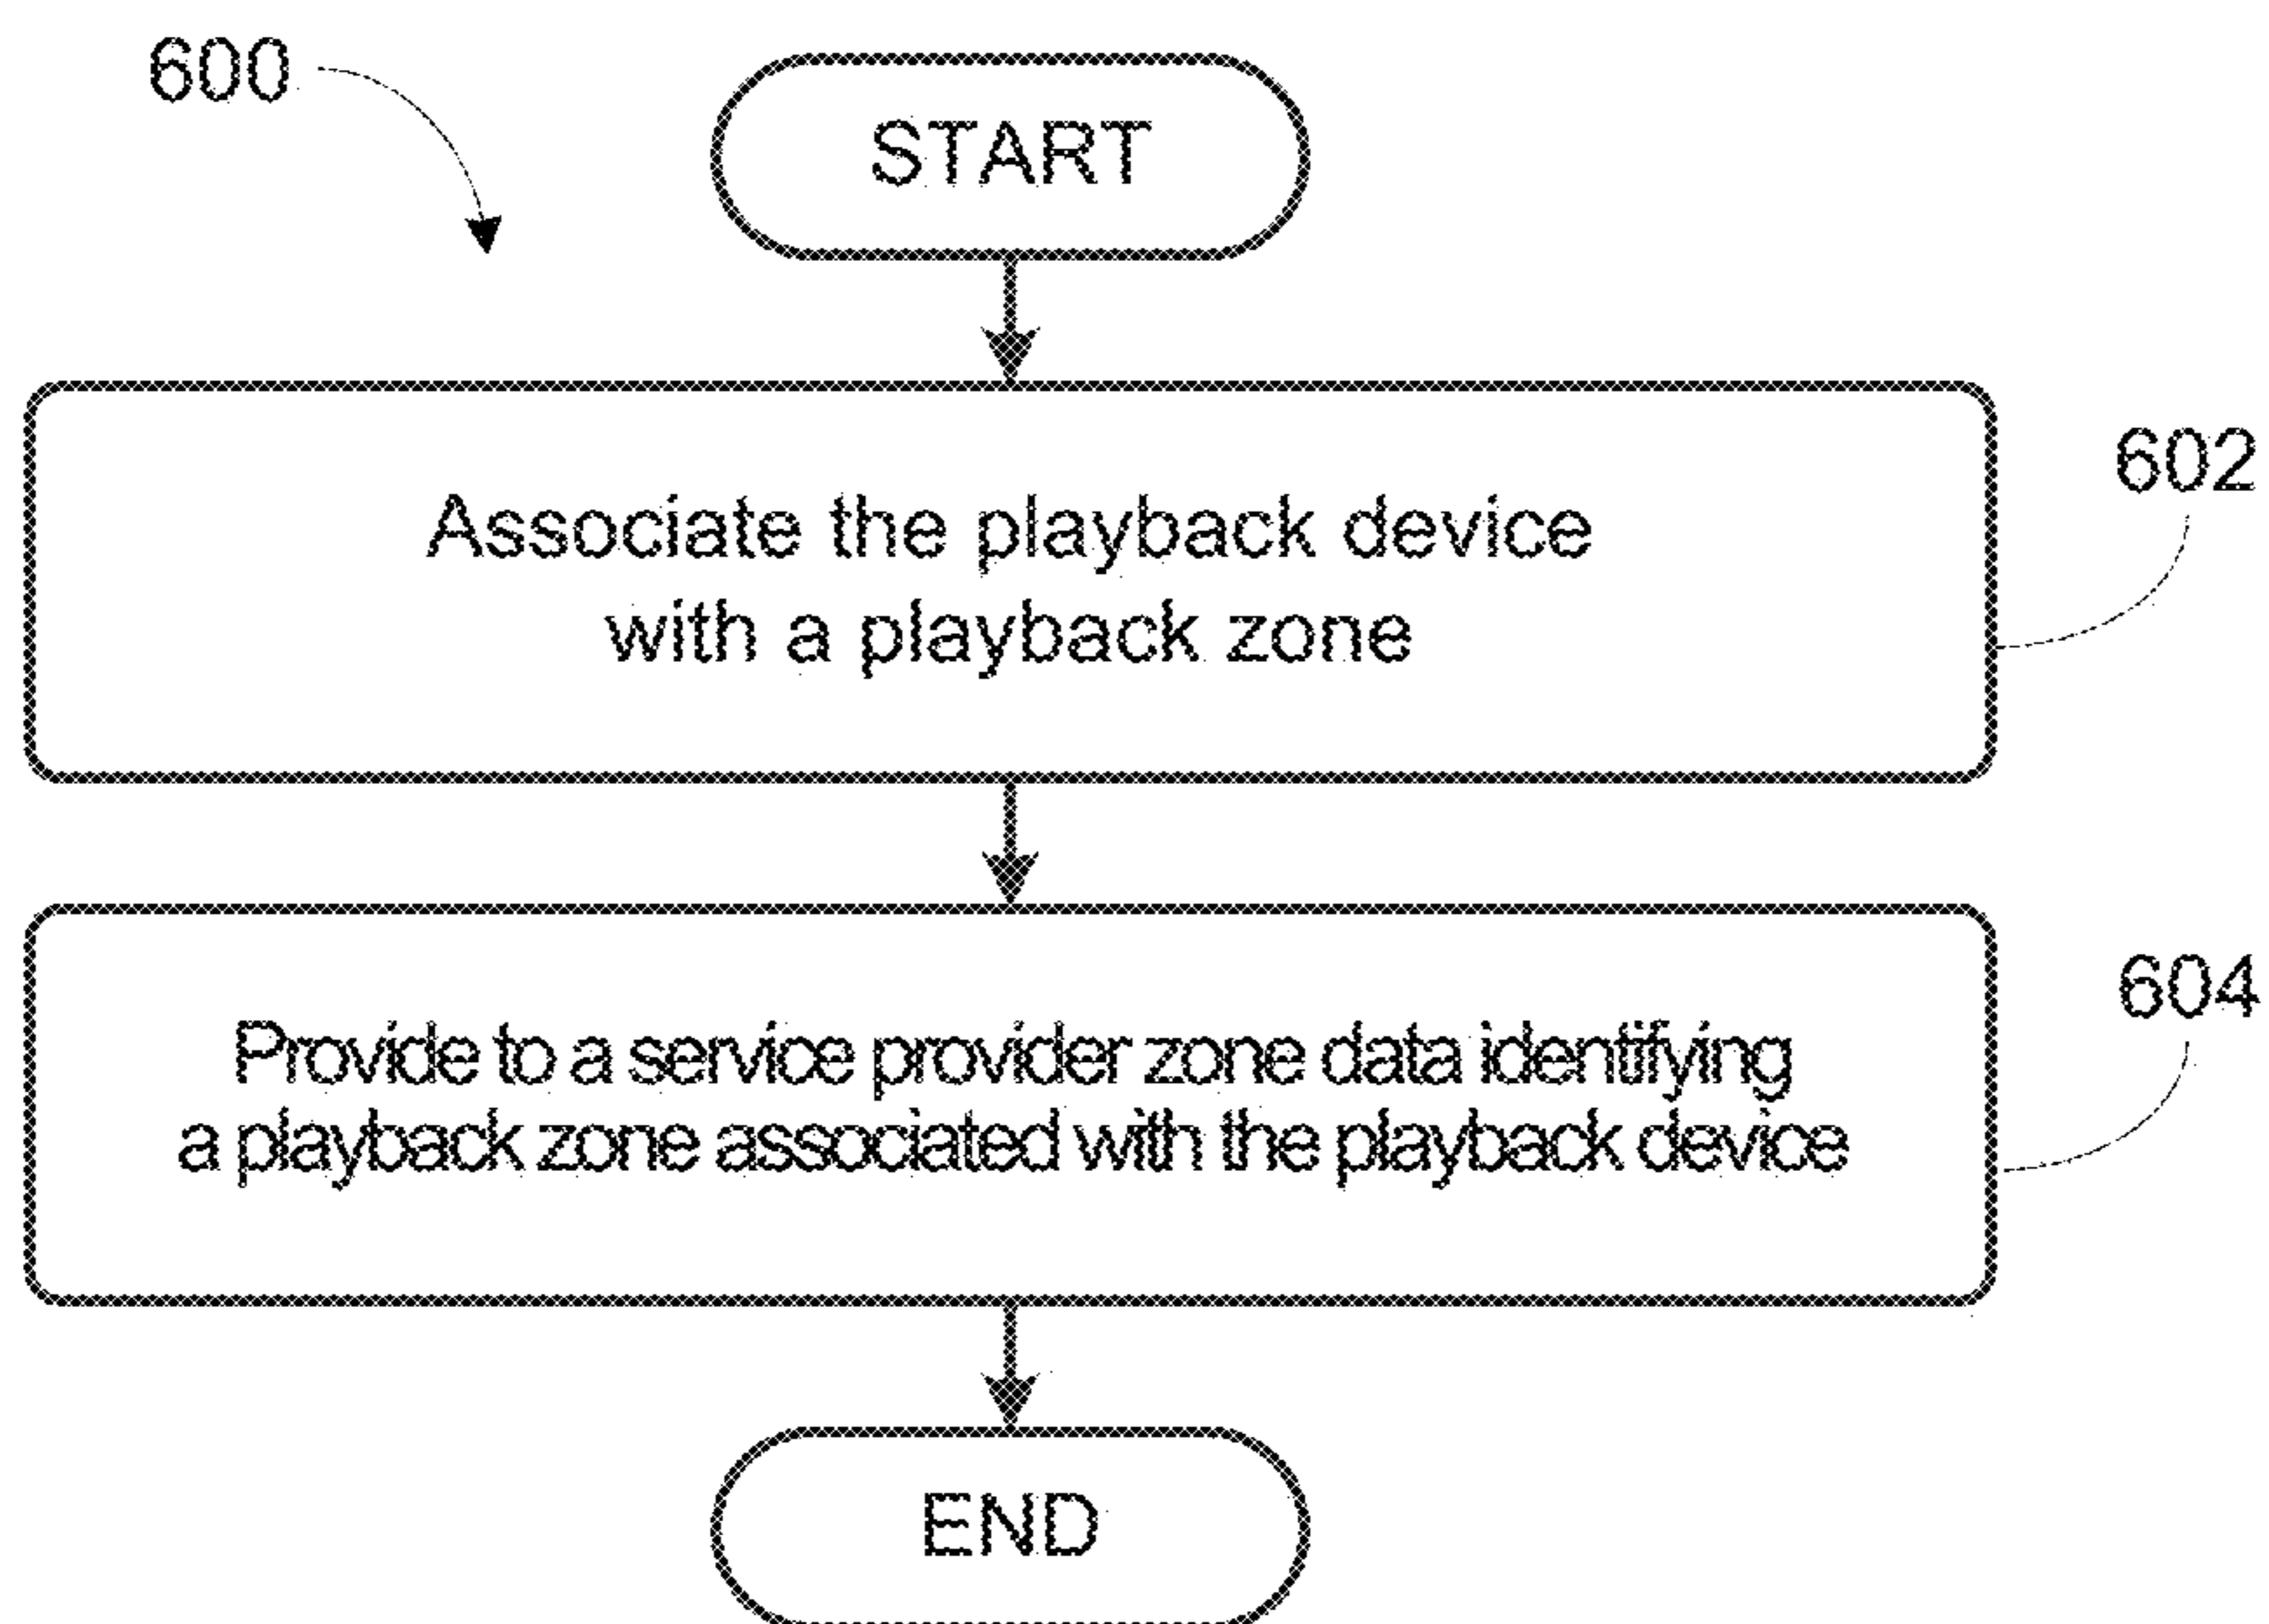 600
START
Associate the playback device
with a playback zone
602
Provide to a service provider zone data identifying
a playback zone associated with the playback device
604
END